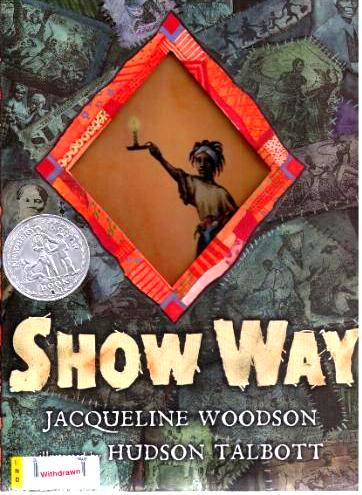 SHOW WAY
JACQUELINE WOODSON
HUDSON TALBOTT
Withdrawn